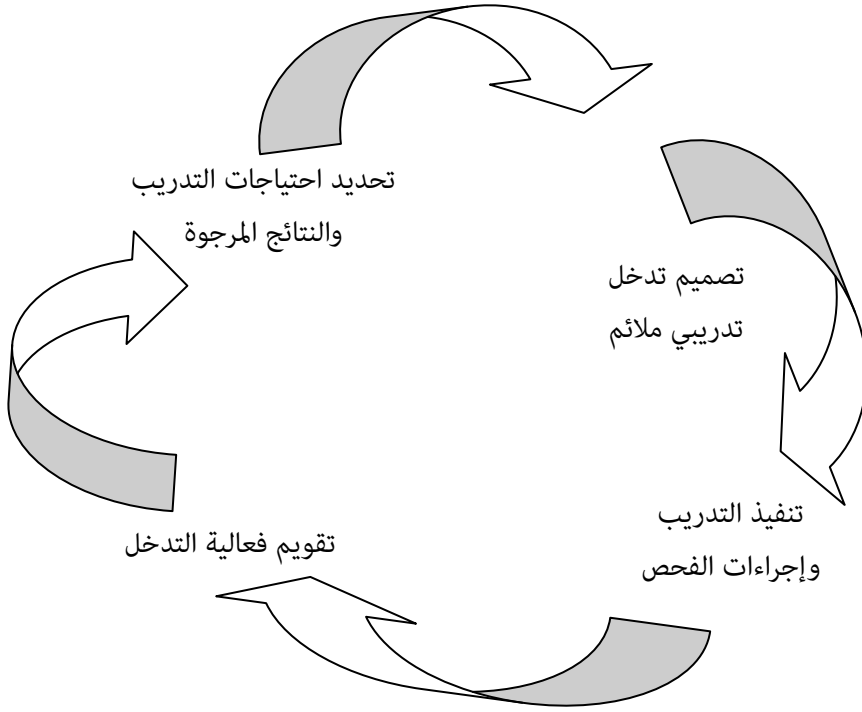 تحديد احتياجات التدريب
والنتائج المرجوة
تصميم تدخل
تدريبي ملائم
تنفيذ التدريب
وإجراءات الفحص
تقويم فعالية التدخل